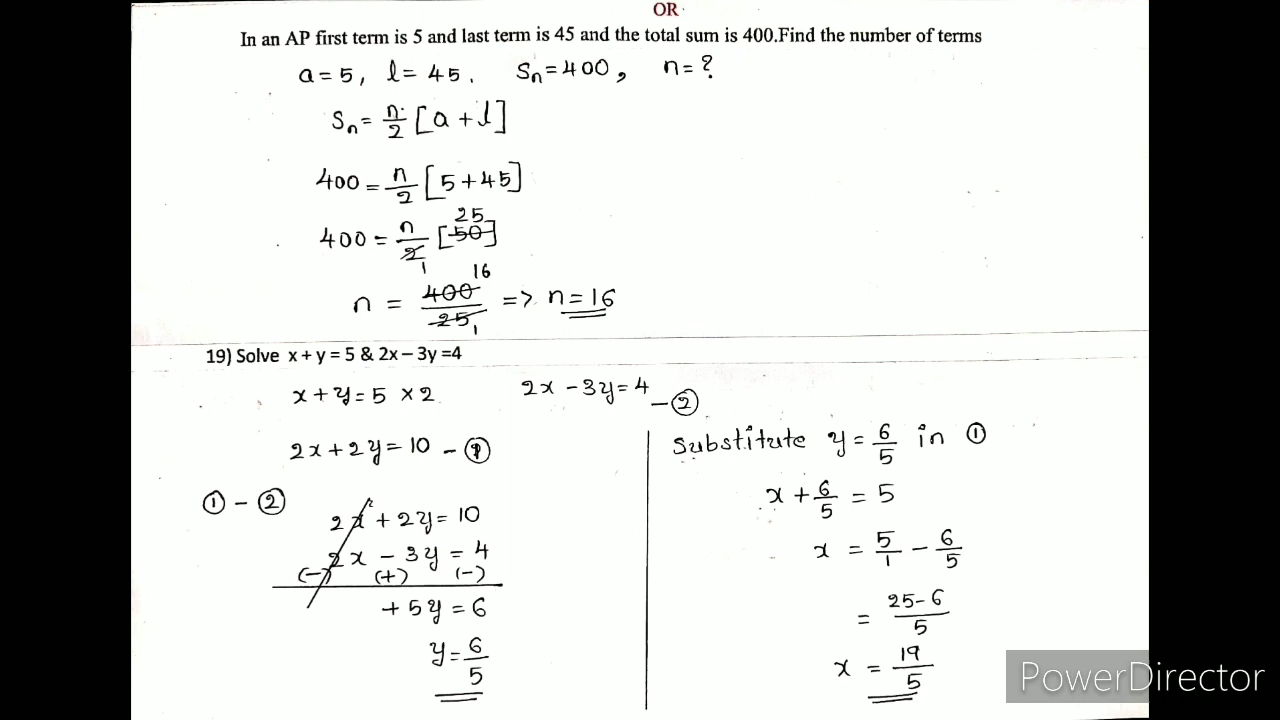 OR
In an AP first term is 5 and last term is 45 and the total sum is 400.Find the number of terms
a = 5, l = 45, Sn = 400, n = ?
Sn = n/2 [a + l]
400 = n/2 [5 + 45]
25
400 = n/2 [50]
1
16
n = 400/25 => n = 16
1
19) Solve x + y = 5 & 2x – 3y =4
x + y = 5 × 2
2x - 3y = 4 - ②
2x + 2y = 10 - ①
① - ②
2x + 2y = 10
2x - 3y = 4
(-) (+) (-)
+ 5y = 6
y = 6/5
Substitute y = 6/5 in ①
x + 6/5 = 5
x = 5/1 - 6/5
= 25-6/5
x = 19/5
PowerDirector